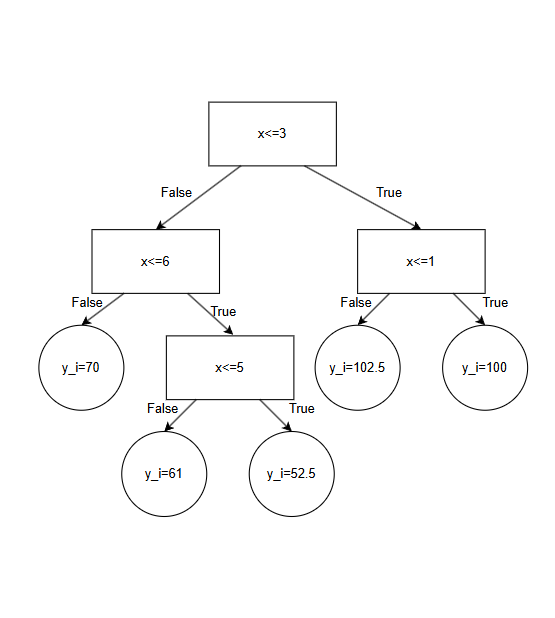 x<=3
False
True
x<=6
x<=1
False
True
False
True
y_i=70
x<=5
y_i=102.5
y_i=100
False
True
y_i=61
y_i=52.5